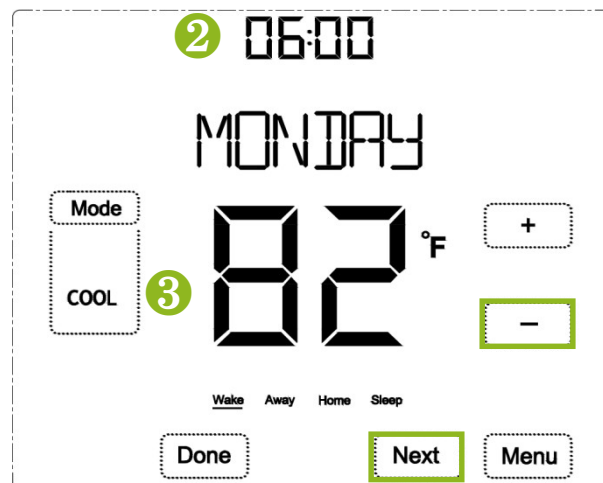 2 06:00
MONDAY
Mode
+
°F
82
COOL
3
−
Wake Away Home Sleep
Done Next Menu